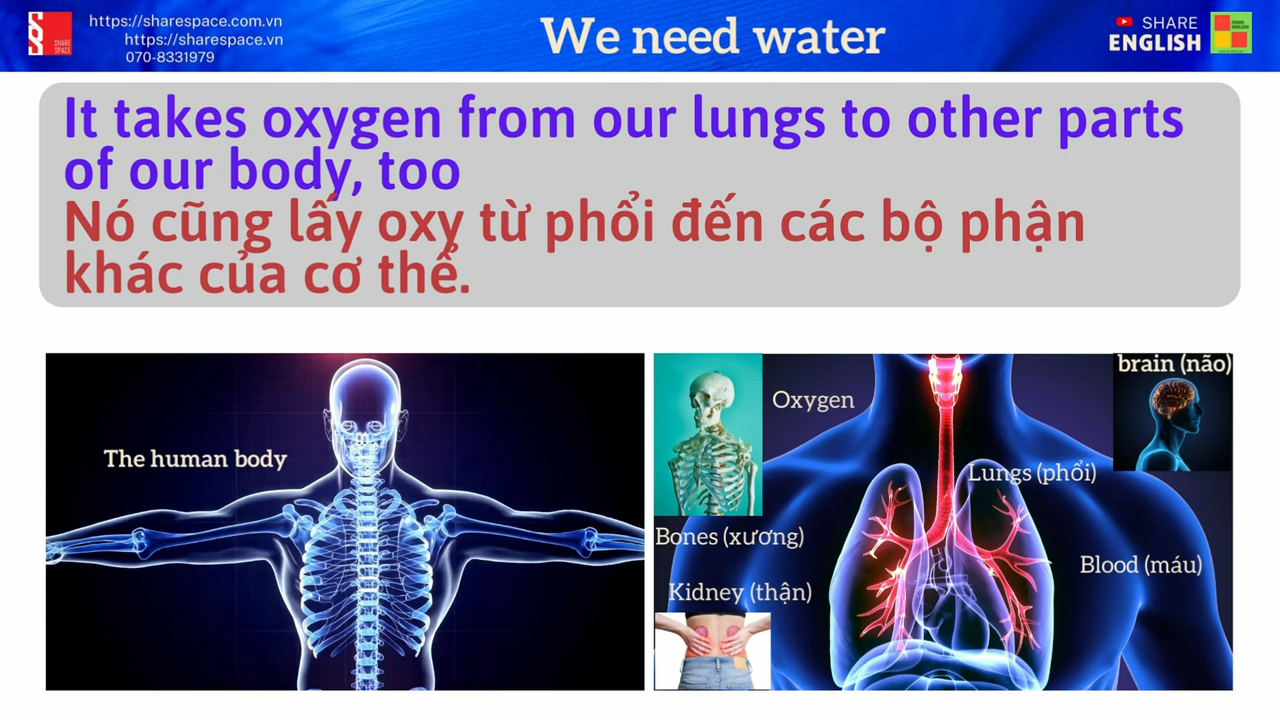 https://sharespace.com.vn
https://sharespace.vn
070-8331979
SHARE
SPACE
We need water
SHARE
ENGLISH
It takes oxygen from our lungs to other parts
of our body, too
Nó cũng lấy oxy từ phổi đến các bộ phận
khác của cơ thể.
The human body
Oxygen
brain (não)
Lungs (phổi)
Bones (xương)
Blood (máu)
Kidney (thận)